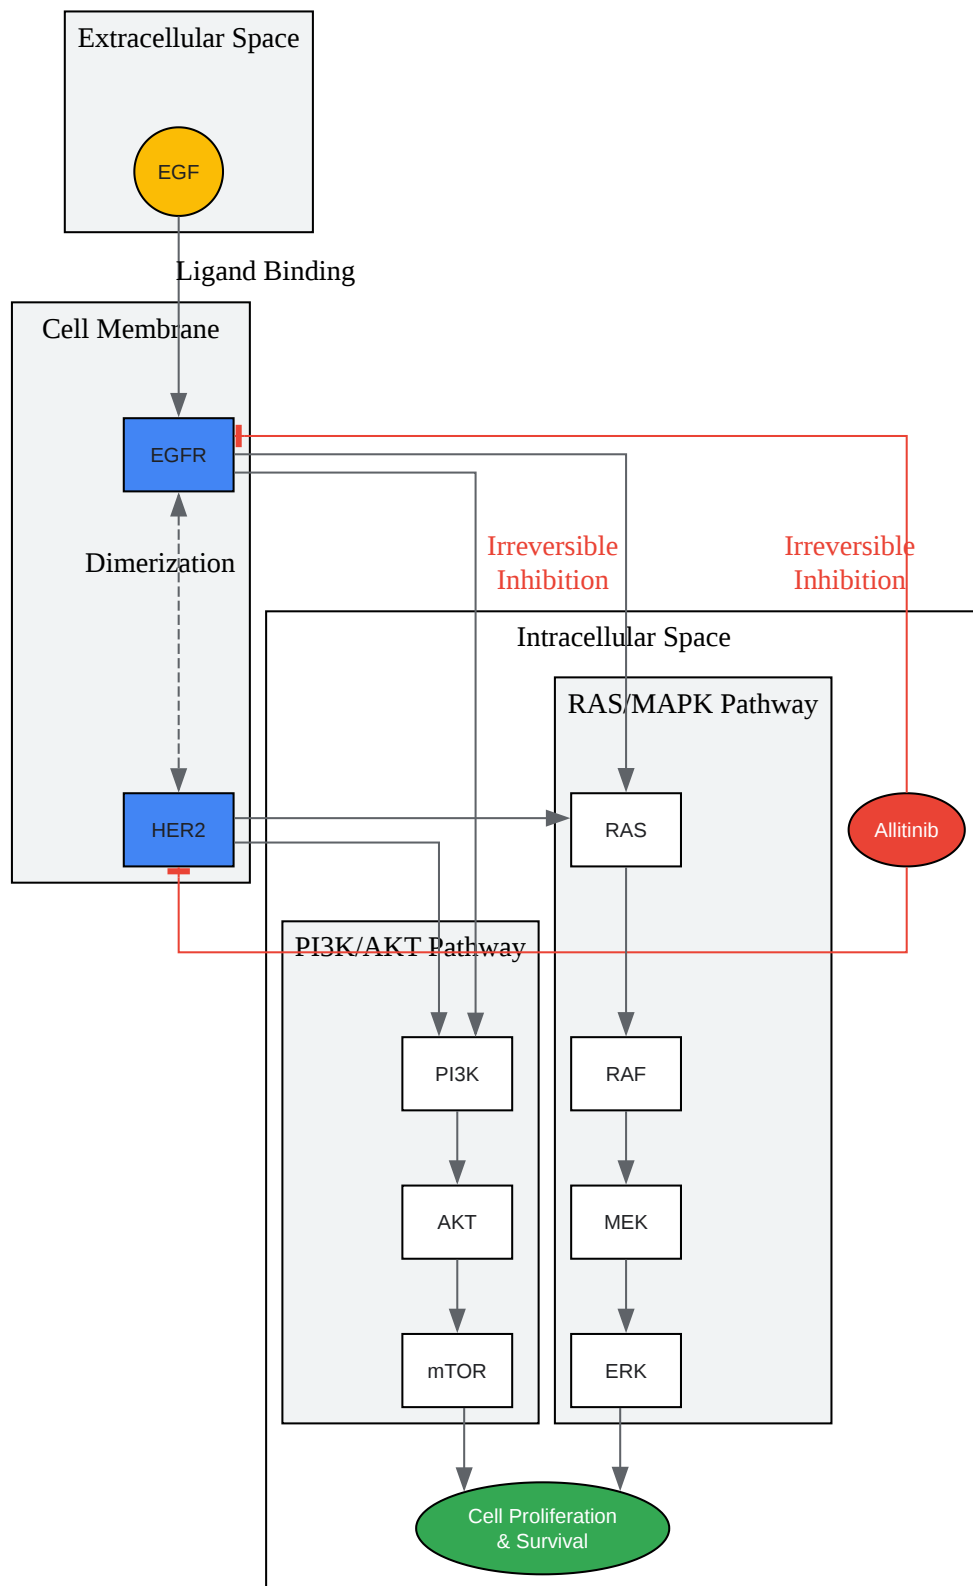 Extracellular Space
EGF
Ligand Binding
Cell Membrane
EGFR
Dimerization
Irreversible
Inhibition
Irreversible
Inhibition
Intracellular Space
RAS/MAPK Pathway
HER2
RAS
Allitinib
PI3K/AKT Pathway
PI3K
RAF
AKT
MEK
mTOR
ERK
Cell Proliferation
& Survival